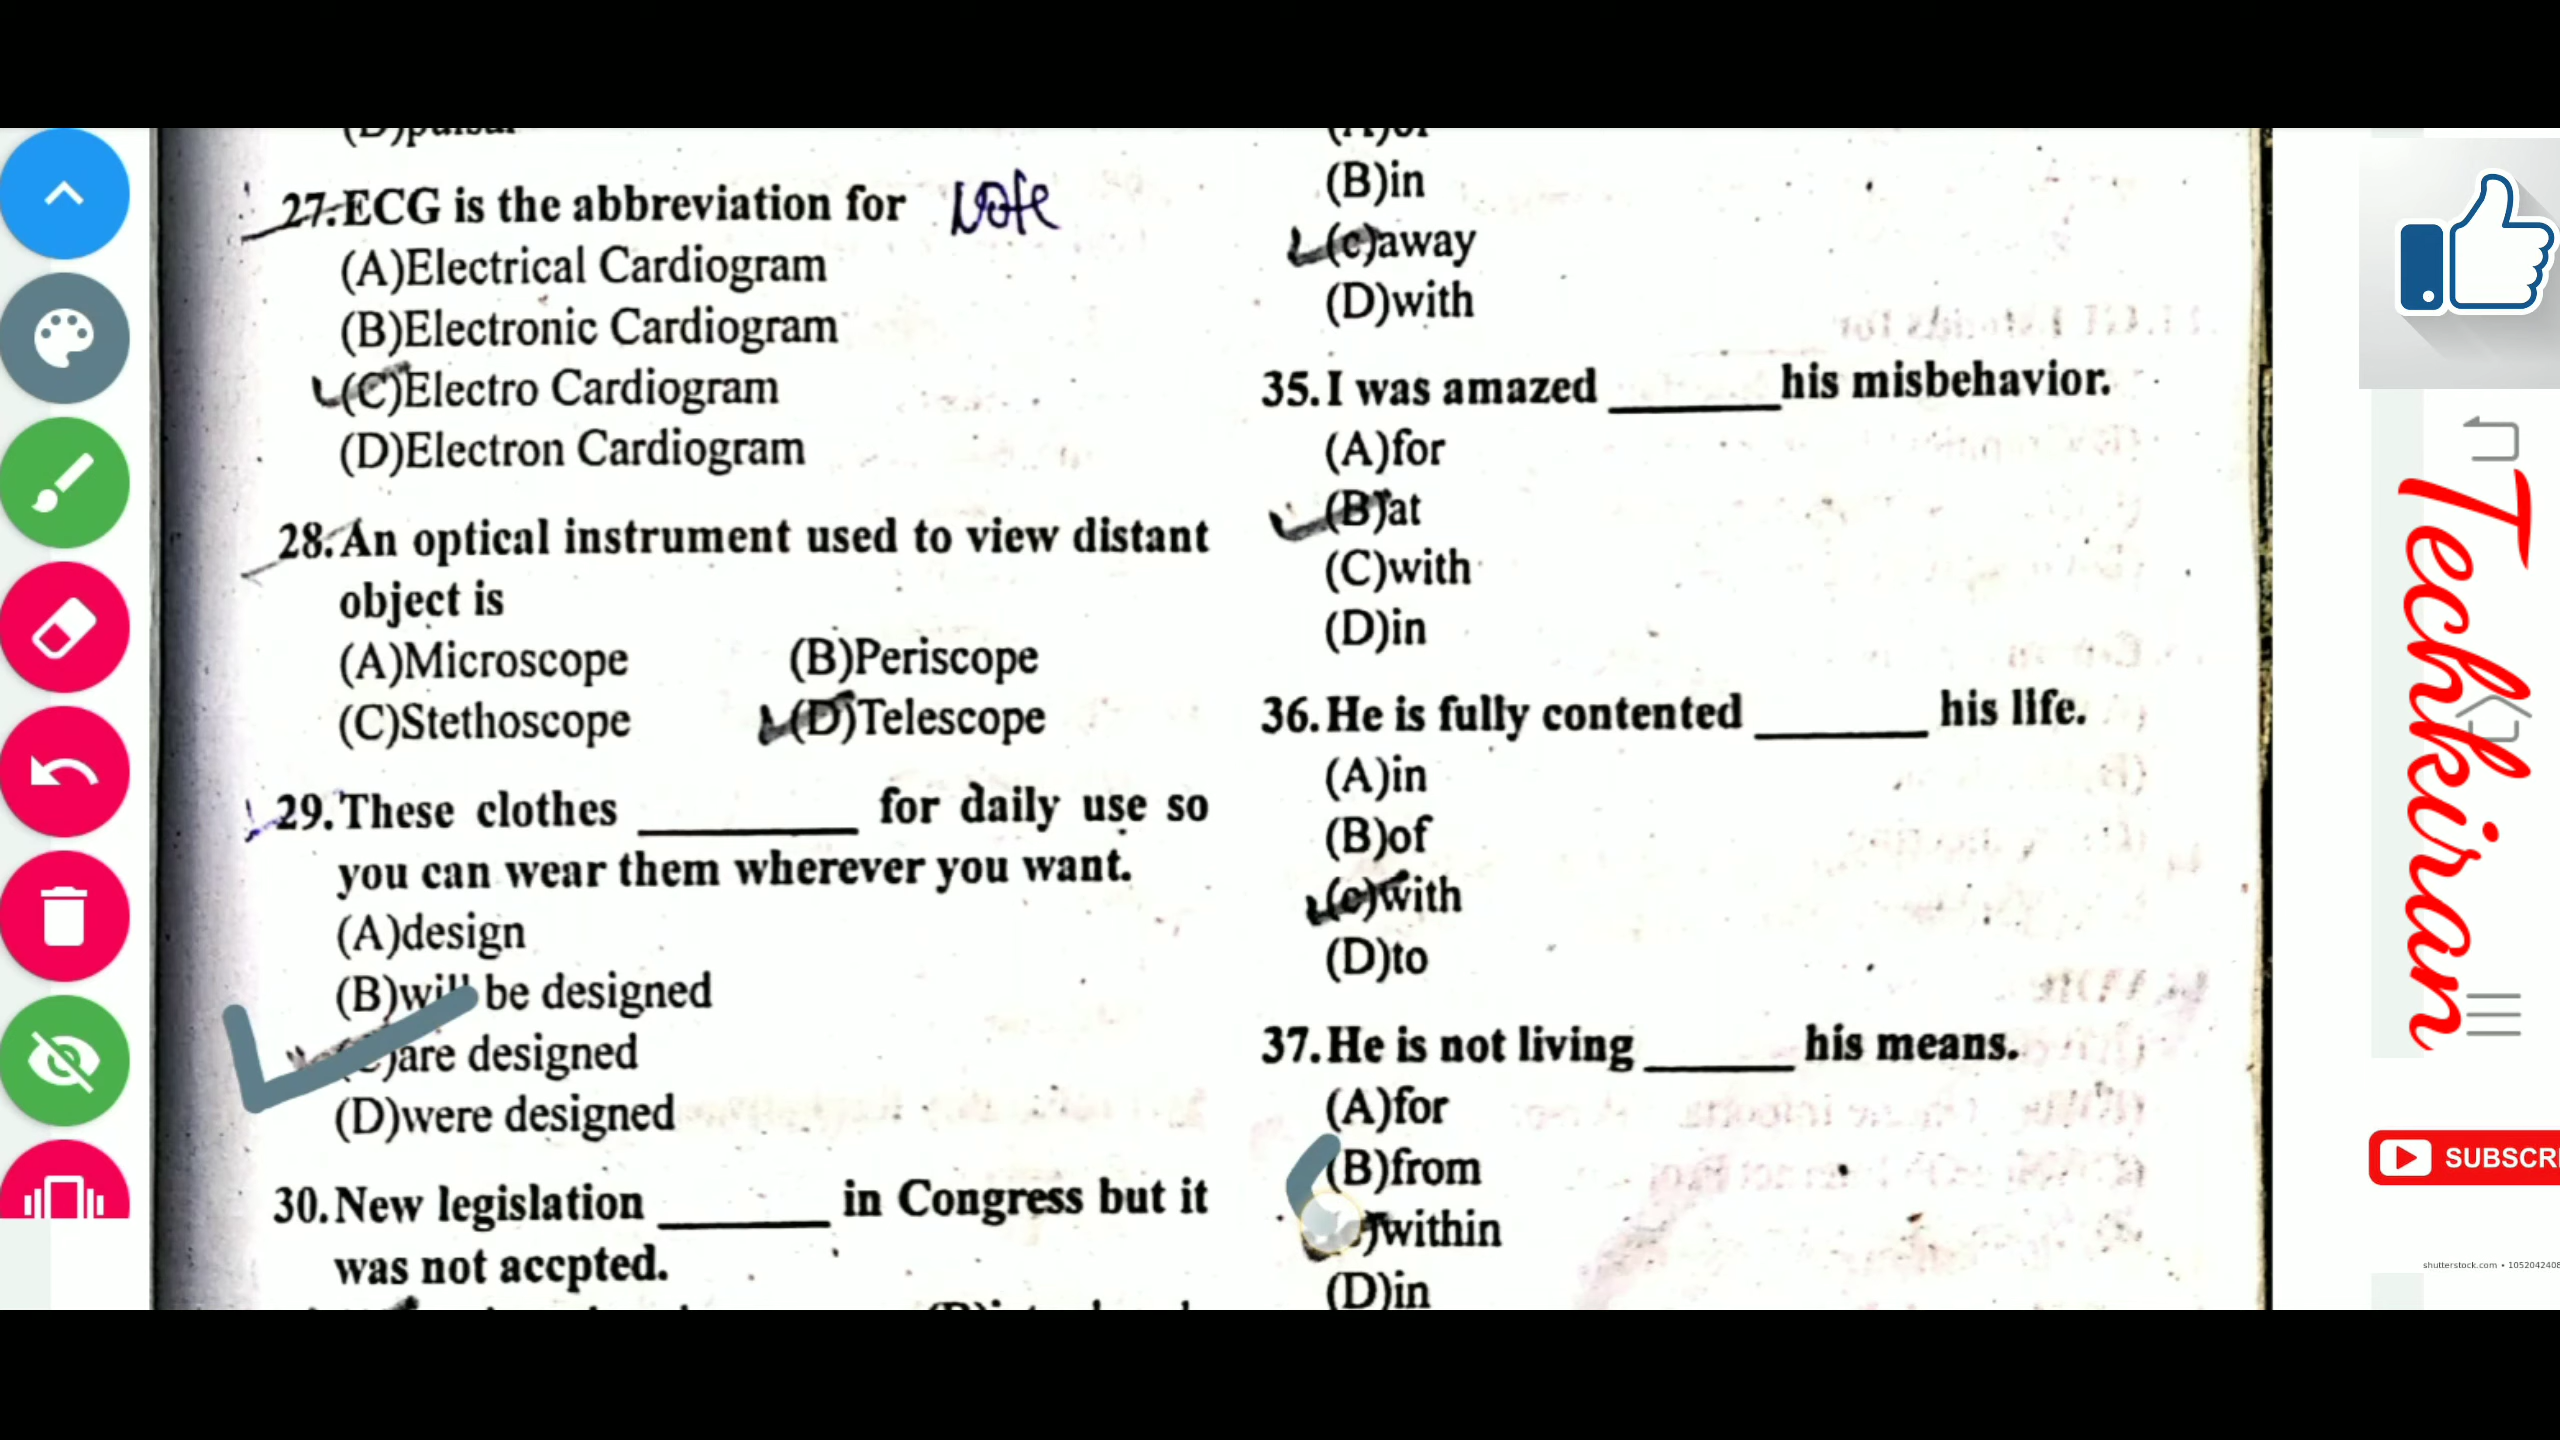 27.ECG is the abbreviation for Note
(A)Electrical Cardiogram
(B)Electronic Cardiogram
(C)Electro Cardiogram
(D)Electron Cardiogram
28.An optical instrument used to view distant
object is
(A)Microscope (B)Periscope
(C)Stethoscope (D)Telescope
29.These clothes ________ for daily use so
you can wear them wherever you want.
(A)design
(B)will be designed
(C)are designed
(D)were designed
30.New legislation ________ in Congress but it
was not accpted.
(B)in
(c)away
(D)with
35.I was amazed ________ his misbehavior.
(A)for
(B)at
(C)with
(D)in
36.He is fully contented ________ his life.
(A)in
(B)of
(c)with
(D)to
37.He is not living ________ his means.
(A)for
(B)from
within
(D)in
Techkiran
SUBSCRI
shutterstock.com • 105204240